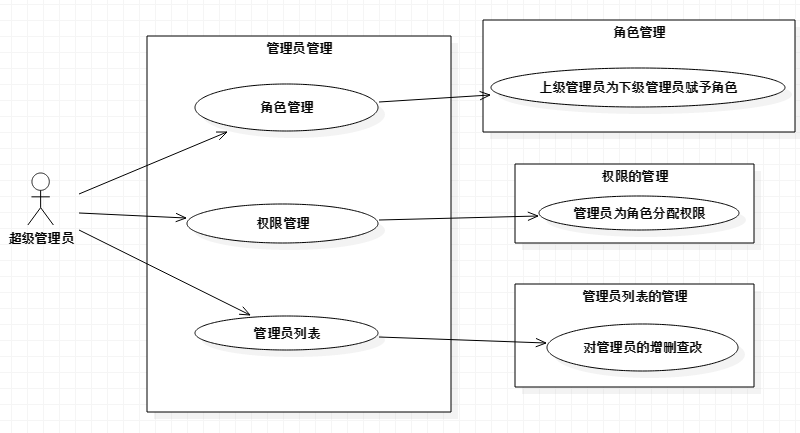 超级管理员
管理员管理
角色管理
权限管理
管理员列表
角色管理
上级管理员为下级管理员赋予角色
权限的管理
管理员为角色分配权限
管理员列表的管理
对管理员的增删查改